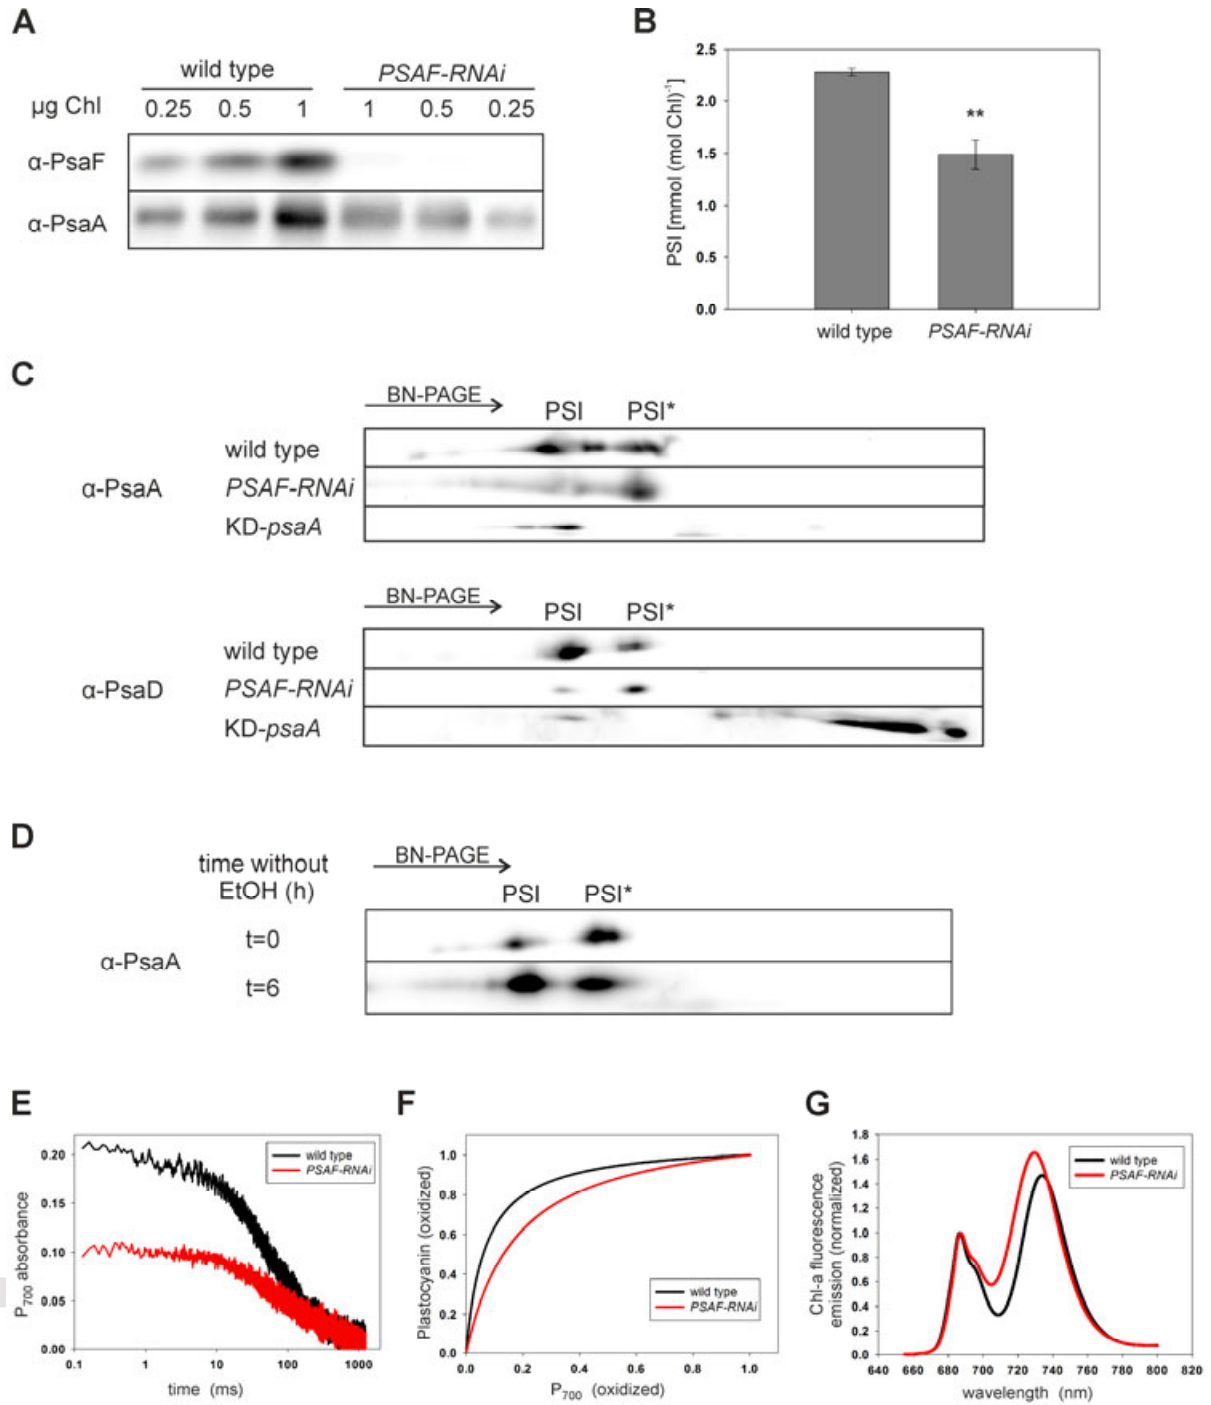 A
wild type PSAF-RNAi
µg Chl 0.25 0.5 1 1 0.5 0.25
α-PsaF
α-PsaA
B
PSI [mmol (mol Chl)-1]
2.5
2.0
1.5
1.0
0.5
0.0
**
wild type PSAF-RNAi
C
BN-PAGE PSI PSI*
wild type
α-PsaA PSAF-RNAi
KD-psaA
BN-PAGE PSI PSI*
wild type
α-PsaD PSAF-RNAi
KD-psaA
D
time without EtOH (h)
BN-PAGE
PSI PSI*
α-PsaA
t=0
t=6
E
P700 absorbance
0.20
0.15
0.10
0.05
0.00
wild type
PSAF-RNAi
0.1 1 10 100 1000
time (ms)
F
Plastocyanin (oxidized)
1.0
0.8
0.6
0.4
0.2
0.0
wild type
PSAF-RNAi
0.0 0.2 0.4 0.6 0.8 1.0
P700 (oxidized)
G
Chl-a fluorescence
emission (normalized)
1.8
1.6
1.4
1.2
1.0
0.8
0.6
0.4
0.2
0.0
wild type
PSAF-RNAi
640 660 680 700 720 740 760 780 800 820
wavelength (nm)